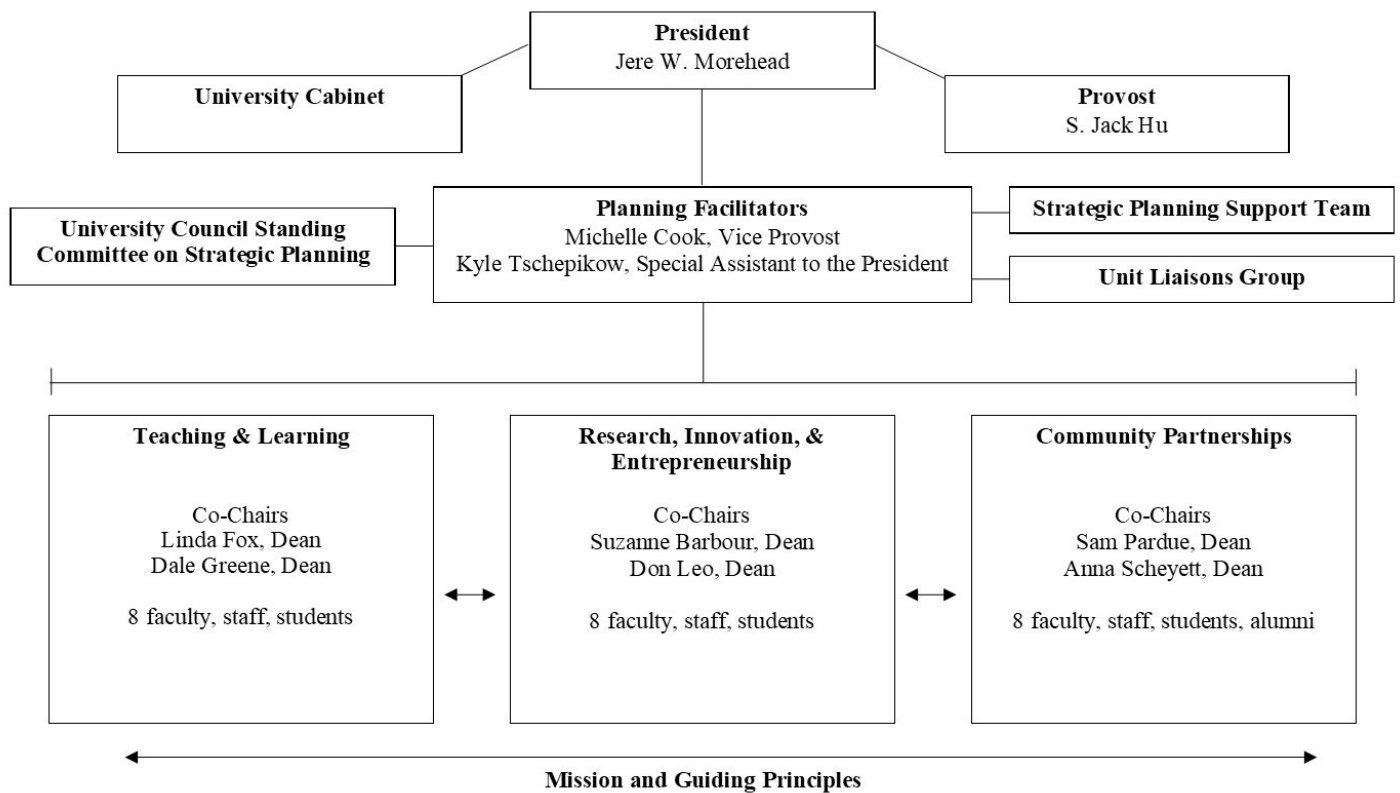 President
Jere W. Morehead
University Cabinet
Provost
S. Jack Hu
University Council Standing
Committee on Strategic Planning
Planning Facilitators
Michelle Cook, Vice Provost
Kyle Tschepikow, Special Assistant to the President
Strategic Planning Support Team
Unit Liaisons Group
Teaching & Learning
Co-Chairs
Linda Fox, Dean
Dale Greene, Dean
8 faculty, staff, students
Research, Innovation, &
Entrepreneurship
Co-Chairs
Suzanne Barbour, Dean
Don Leo, Dean
8 faculty, staff, students
Community Partnerships
Co-Chairs
Sam Pardue, Dean
Anna Scheyett, Dean
8 faculty, staff, students, alumni
Mission and Guiding Principles